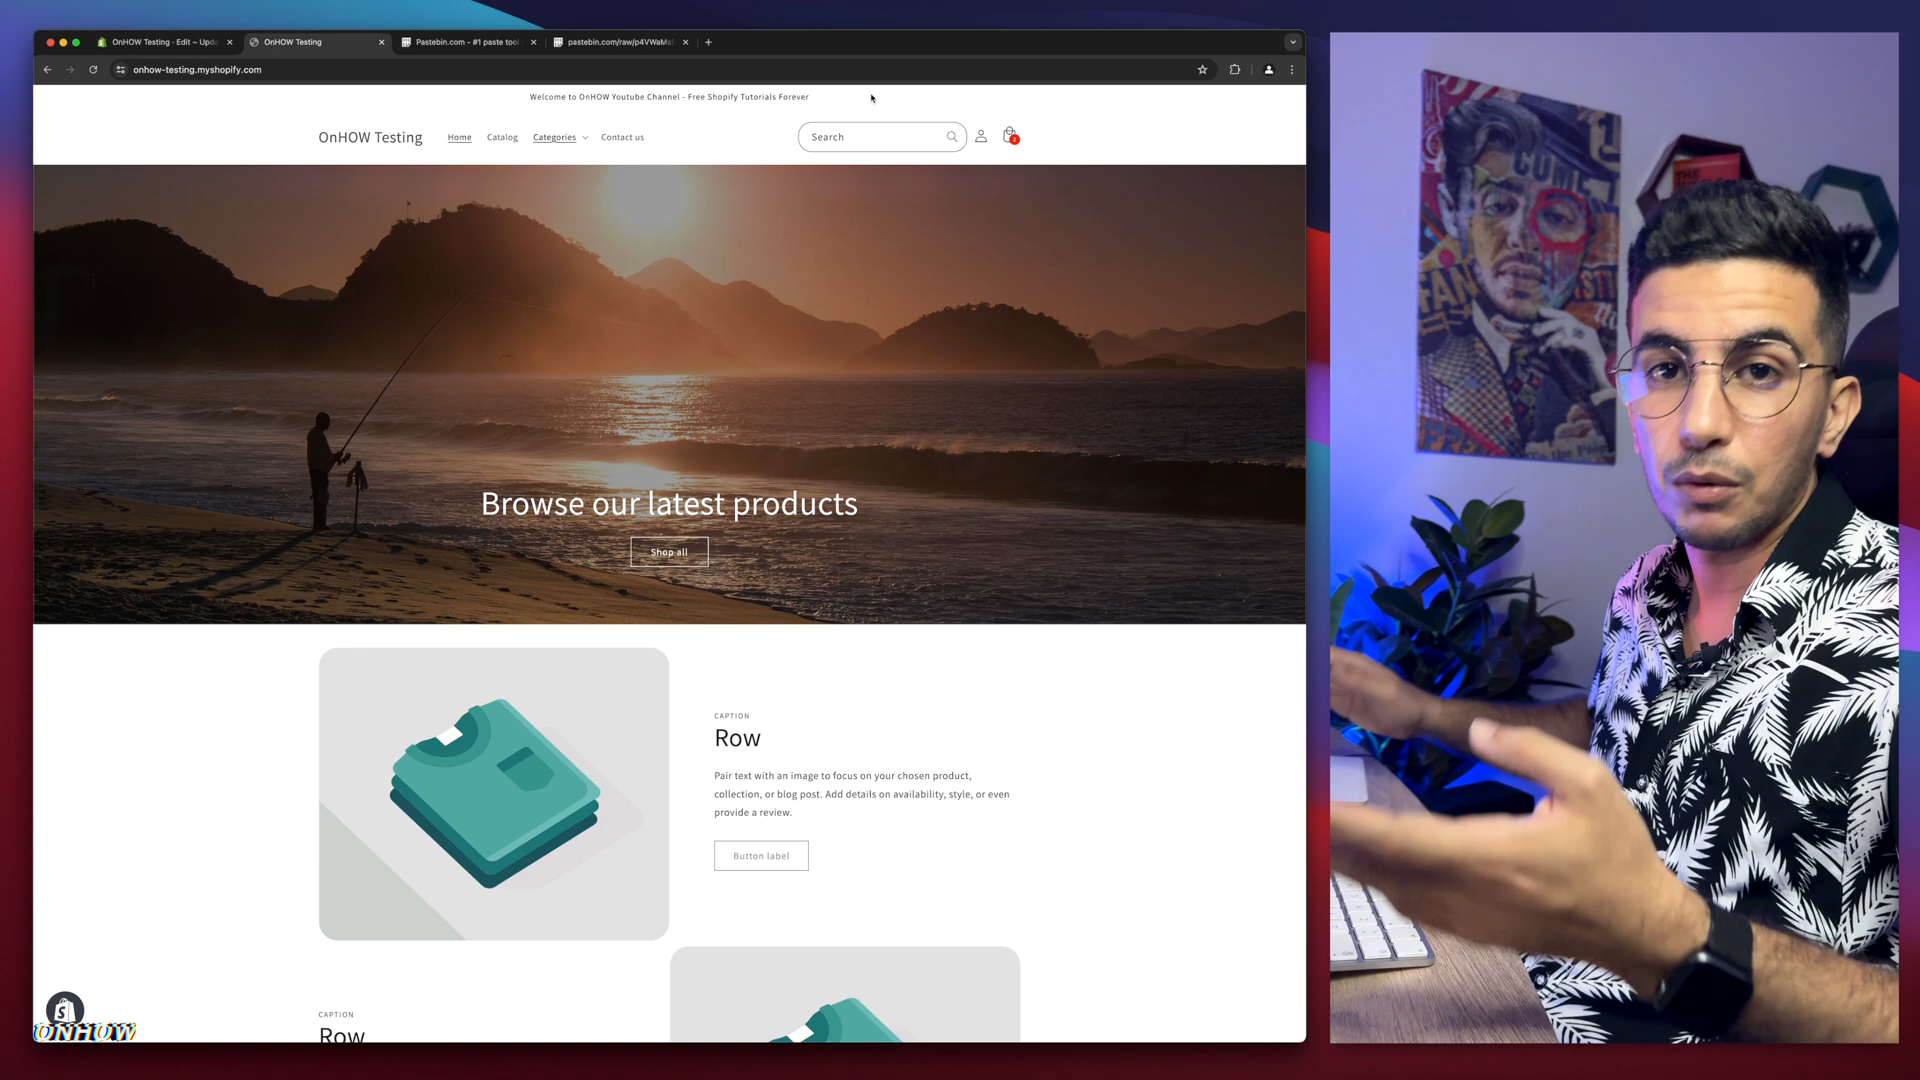 OnHOW Testing · Edit ~ Upda
OnHOW Testing
Pastebin.com - #1 paste tool
pastebin.com/raw/p4VWaMs
onhow-testing.myshopify.com
Welcome to OnHOW Youtube Channel - Free Shopify Tutorials Forever
OnHOW Testing
Home
Catalog
Categories
Contact us
Search
Browse our latest products
Shop all
CAPTION
Row
Pair text with an image to focus on your chosen product,
collection, or blog post. Add details on availability, style, or even
provide a review.
Button label
CAPTION
Row
ONHOW
THE